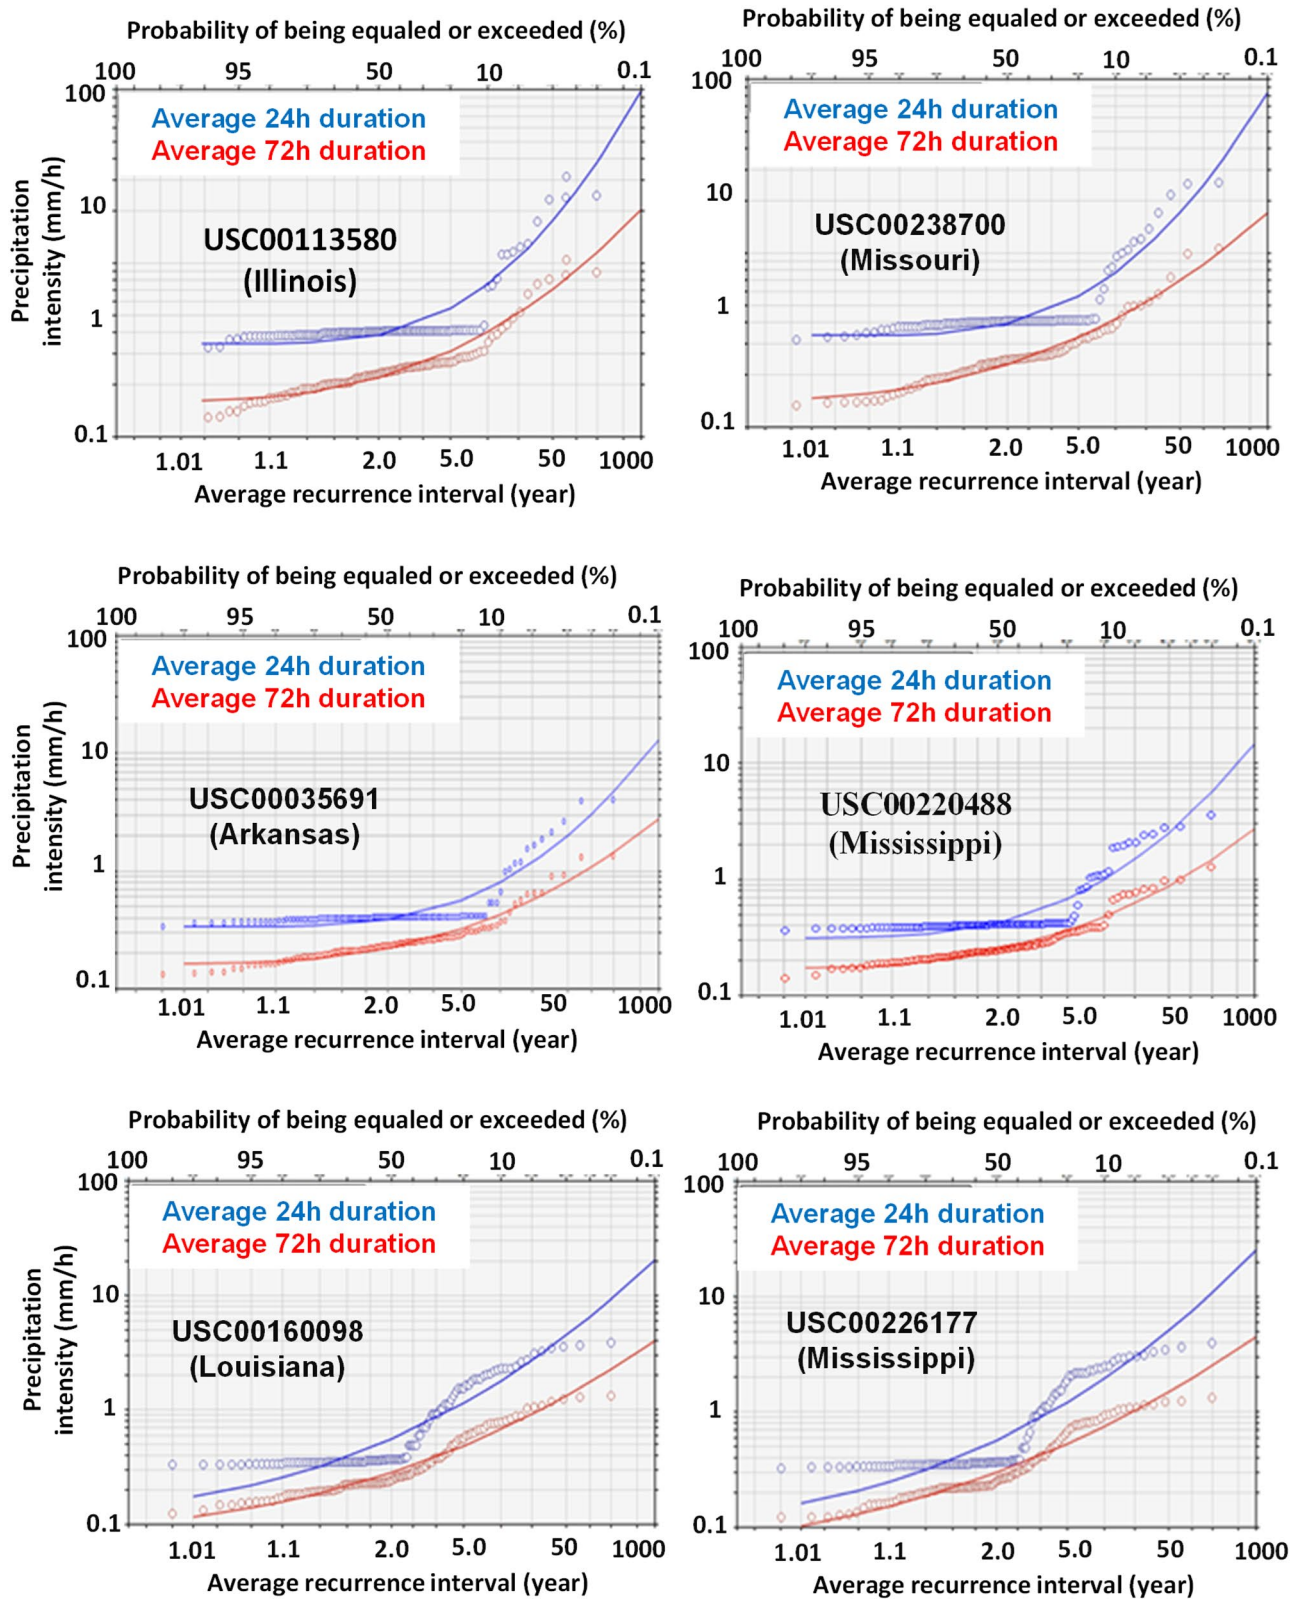 Probability of being equaled or exceeded (%)
100 95 50 10 0.1
Average 24h duration
Average 72h duration
USC00113580
(Illinois)
Precipitation
intensity (mm/h)
100
10
1
0.1
1.01 1.1 2.0 5.0 50 1000
Average recurrence interval (year)
Probability of being equaled or exceeded (%)
100 95 50 10 0.1
Average 24h duration
Average 72h duration
USC00238700
(Missouri)
100
10
1
0.1
1.01 1.1 2.0 5.0 50 1000
Average recurrence interval (year)
Probability of being equaled or exceeded (%)
100 95 50 10 0.1
Average 24h duration
Average 72h duration
USC00035691
(Arkansas)
Precipitation
intensity (mm/h)
100
10
1
0.1
1.01 1.1 2.0 5.0 50 1000
Average recurrence interval (year)
Probability of being equaled or exceeded (%)
100 95 50 10 0.1
Average 24h duration
Average 72h duration
USC00220488
(Mississippi)
100
10
1
0.1
1.01 1.1 2.0 5.0 50 1000
Average recurrence interval (year)
Probability of being equaled or exceeded (%)
100 95 50 10 0.1
Average 24h duration
Average 72h duration
USC00160098
(Louisiana)
Precipitation
intensity (mm/h)
100
10
1
0.1
1.01 1.1 2.0 5.0 50 1000
Average recurrence interval (year)
Probability of being equaled or exceeded (%)
100 95 50 10 0.1
Average 24h duration
Average 72h duration
USC00226177
(Mississippi)
100
10
1
0.1
1.01 1.1 2.0 5.0 50 1000
Average recurrence interval (year)